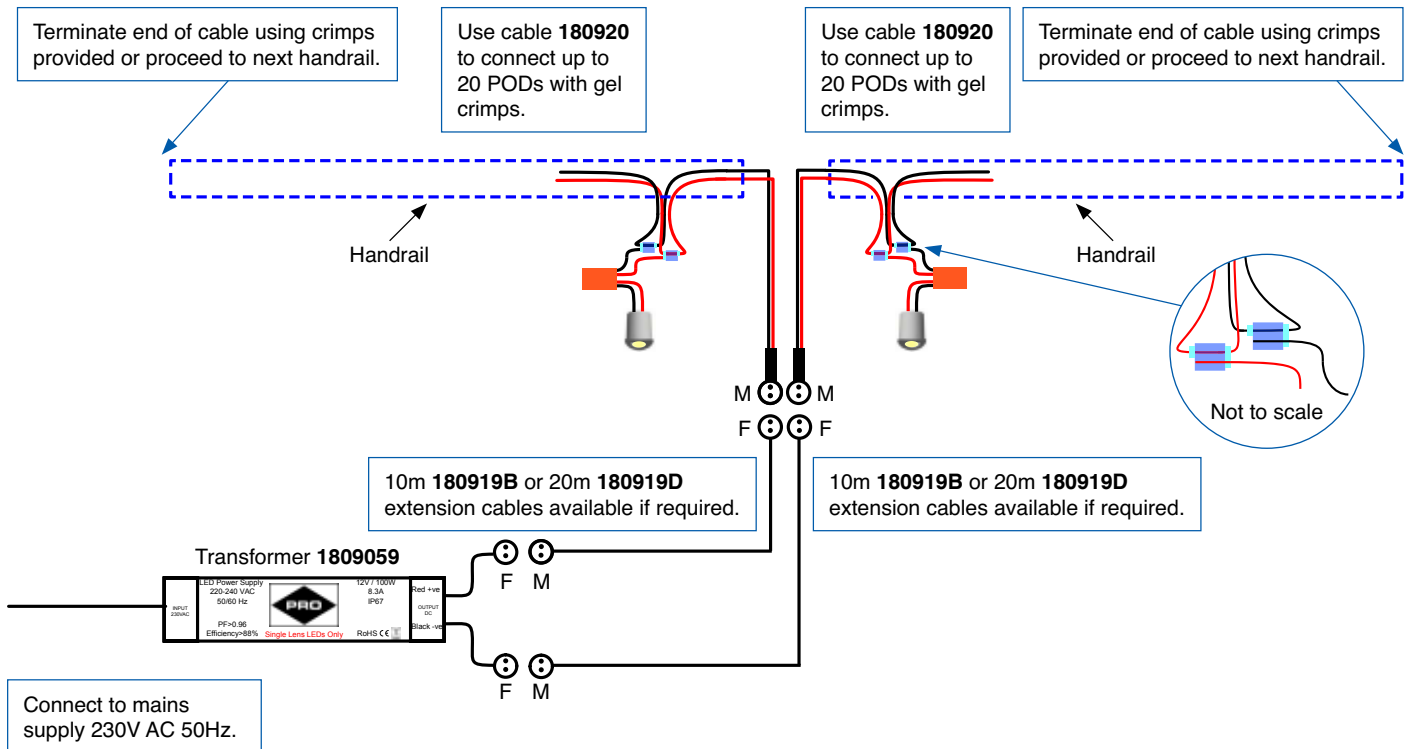 Terminate end of cable using crimps
provided or proceed to next handrail.
Use cable 180920
to connect up to
20 PODs with gel
crimps.
Use cable 180920
to connect up to
20 PODs with gel
crimps.
Terminate end of cable using crimps
provided or proceed to next handrail.
Handrail
Handrail
Not to scale
M
M
F
F
10m 180919B or 20m 180919D
extension cables available if required.
10m 180919B or 20m 180919D
extension cables available if required.
Transformer 1809059
F
M
INPUT
230VAC
LED Power Supply
220-240 VAC
50/60 Hz
PF>0.96
Efficiency>88%
PRO
Single Lens LEDs Only
12V / 100W
8.3A
IP67
RoHS CE
Red +ve
OUTPUT
DC
Black -ve
F
M
Connect to mains
supply 230V AC 50Hz.